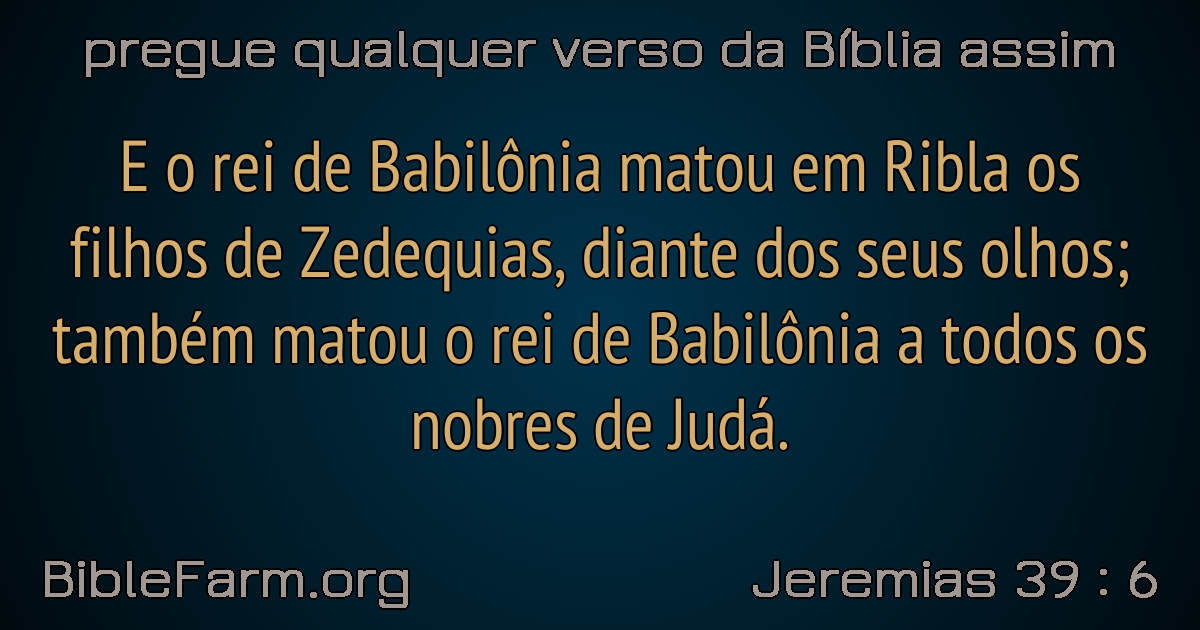 pregue qualquer verso da Bíblia assim
E o rei de Babilônia matou em Ribla os
filhos de Zedequias, diante dos seus olhos;
também matou o rei de Babilônia a todos os
nobres de Judá.
BibleFarm.org
Jeremias 39 : 6